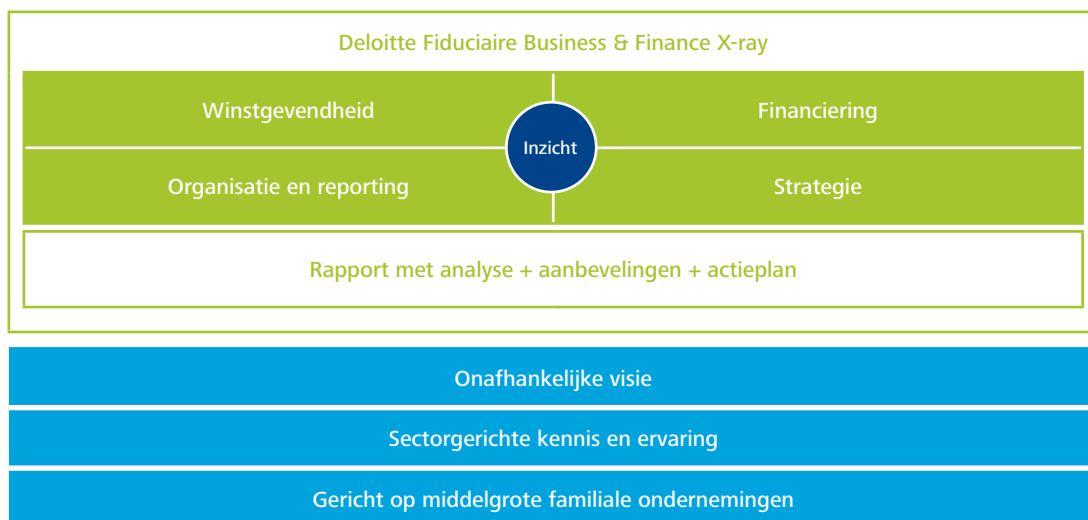 Deloitte Fiduciaire Business & Finance X-ray
Winstgevendheid
Financiering
Inzicht
Organisatie en reporting
Strategie
Rapport met analyse + aanbevelingen + actieplan
Onafhankelijke visie
Sectorgerichte kennis en ervaring
Gericht op middelgrote familiale ondernemingen